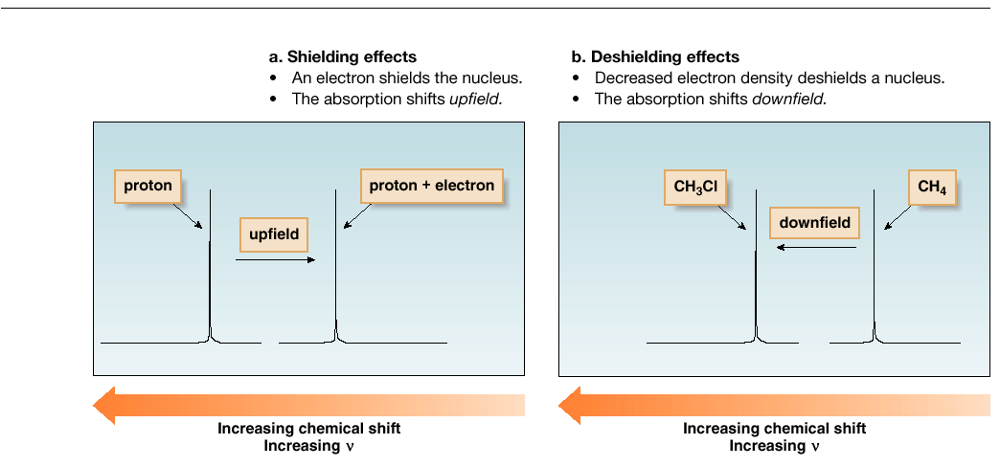 a. Shielding effects
• An electron shields the nucleus.
• The absorption shifts upfield.
proton
proton + electron
upfield
Increasing chemical shift
Increasing ν
b. Deshielding effects
• Decreased electron density deshields a nucleus.
• The absorption shifts downfield.
CH₃Cl
CH₄
downfield
Increasing chemical shift
Increasing ν